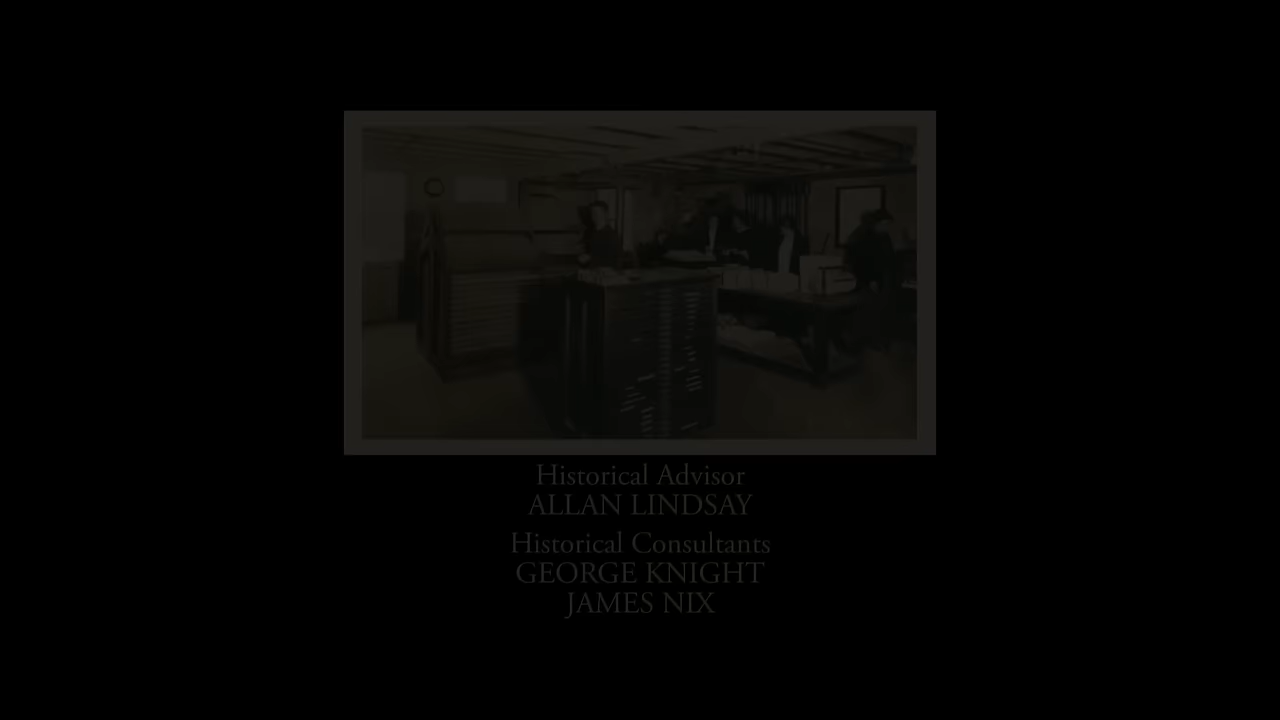 Historical Advisor
ALLAN LINDSAY
Historical Consultants
GEORGE KNIGHT
JAMES NIX